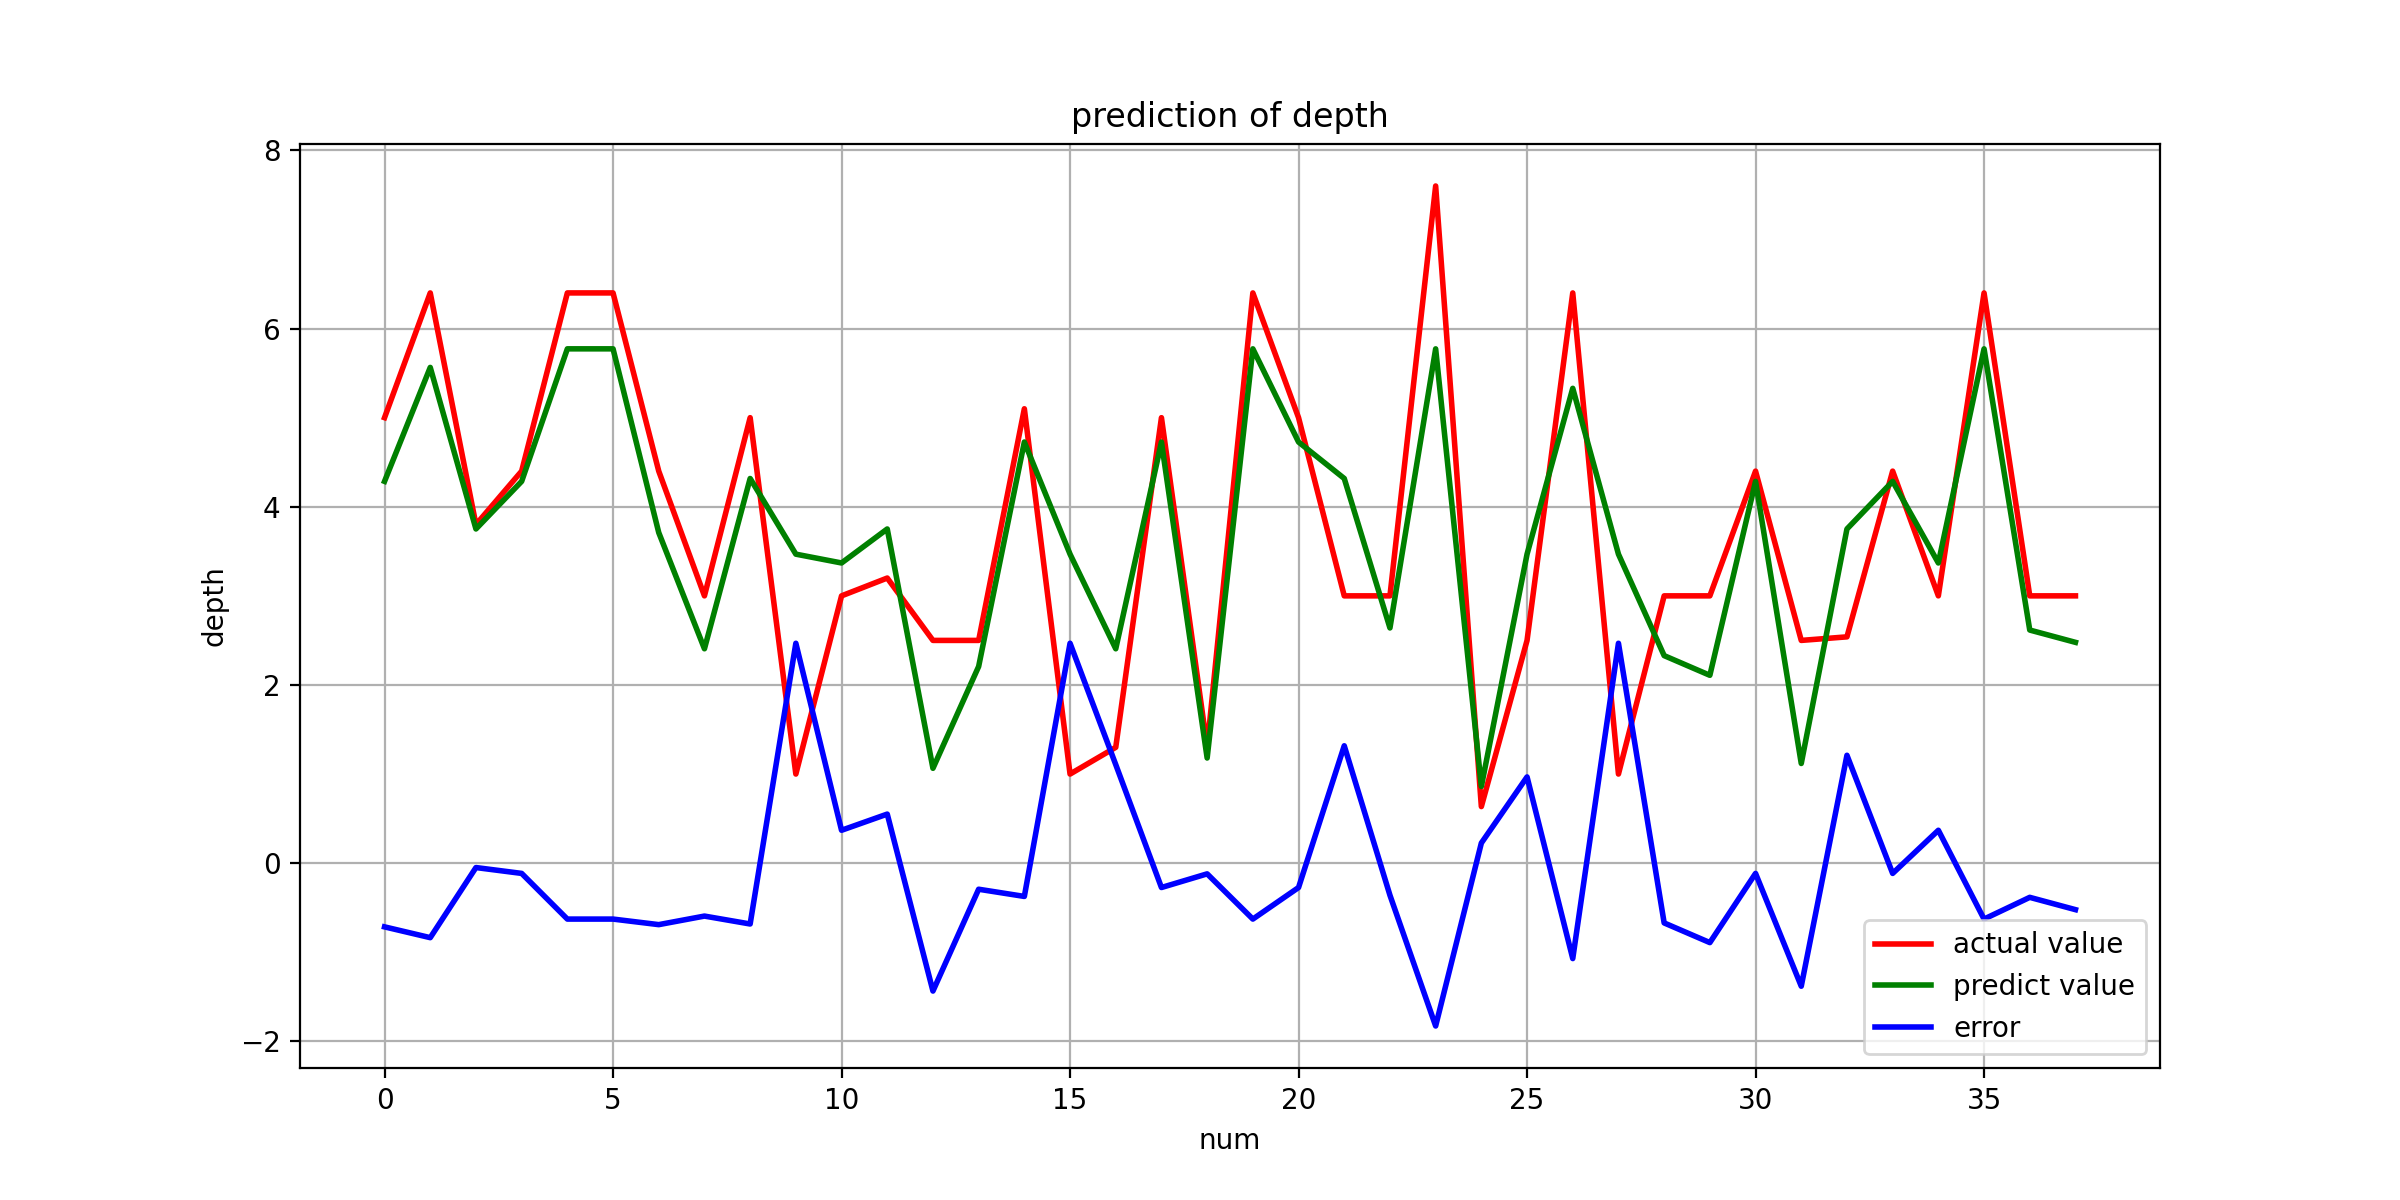 prediction of depth
8
6
4
2
0
−2
depth
0 5 10 15 20 25 30 35
num
actual value
predict value
error